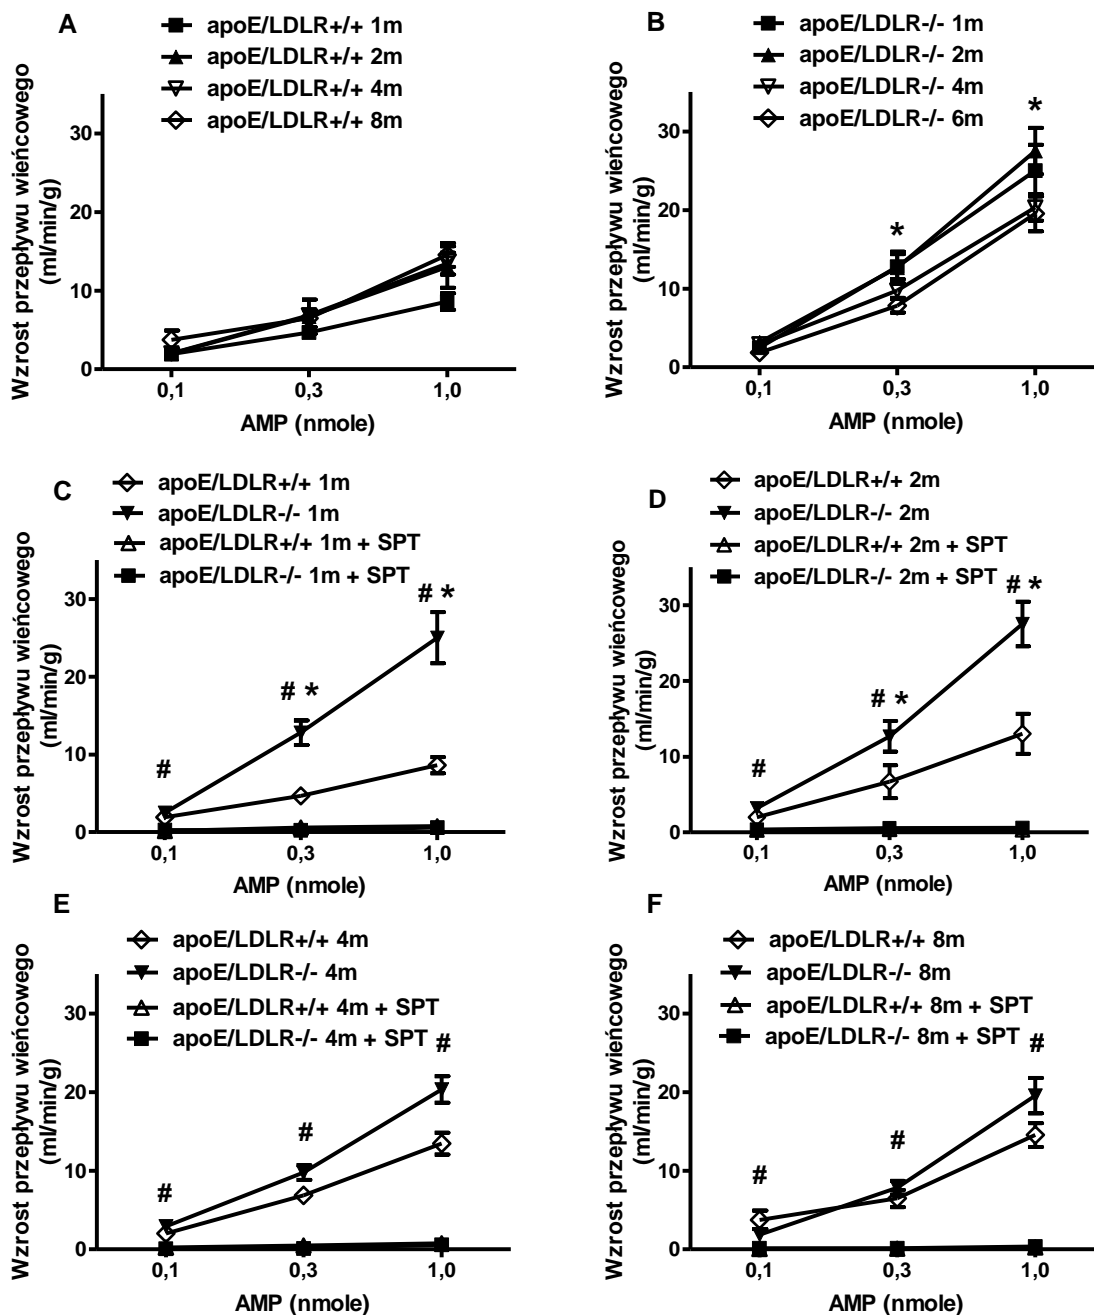 A
apoE/LDLR+/+ 1m
apoE/LDLR+/+ 2m
apoE/LDLR+/+ 4m
apoE/LDLR+/+ 8m
Wzrost przepływu wieńcowego
(ml/min/g)
30
20
10
0
0,1
0,3
1,0
AMP (nmole)
B
apoE/LDLR-/- 1m
apoE/LDLR-/- 2m
apoE/LDLR-/- 4m
apoE/LDLR-/- 6m
Wzrost przepływu wieńcowego
(ml/min/g)
30
20
10
0
*
*
0,1
0,3
1,0
AMP (nmole)
C
apoE/LDLR+/+ 1m
apoE/LDLR-/- 1m
apoE/LDLR+/+ 1m + SPT
apoE/LDLR-/- 1m + SPT
Wzrost przepływu wieńcowego
(ml/min/g)
30
20
10
0
#
# *
# *
0,1
0,3
1,0
AMP (nmole)
D
apoE/LDLR+/+ 2m
apoE/LDLR-/- 2m
apoE/LDLR+/+ 2m + SPT
apoE/LDLR-/- 2m + SPT
Wzrost przepływu wieńcowego
(ml/min/g)
30
20
10
0
#
# *
# *
0,1
0,3
1,0
AMP (nmole)
E
apoE/LDLR+/+ 4m
apoE/LDLR-/- 4m
apoE/LDLR+/+ 4m + SPT
apoE/LDLR-/- 4m + SPT
Wzrost przepływu wieńcowego
(ml/min/g)
30
20
10
0
#
#
#
0,1
0,3
1,0
AMP (nmole)
F
apoE/LDLR+/+ 8m
apoE/LDLR-/- 8m
apoE/LDLR+/+ 8m + SPT
apoE/LDLR-/- 8m + SPT
Wzrost przepływu wieńcowego
(ml/min/g)
30
20
10
0
#
#
#
0,1
0,3
1,0
AMP (nmole)